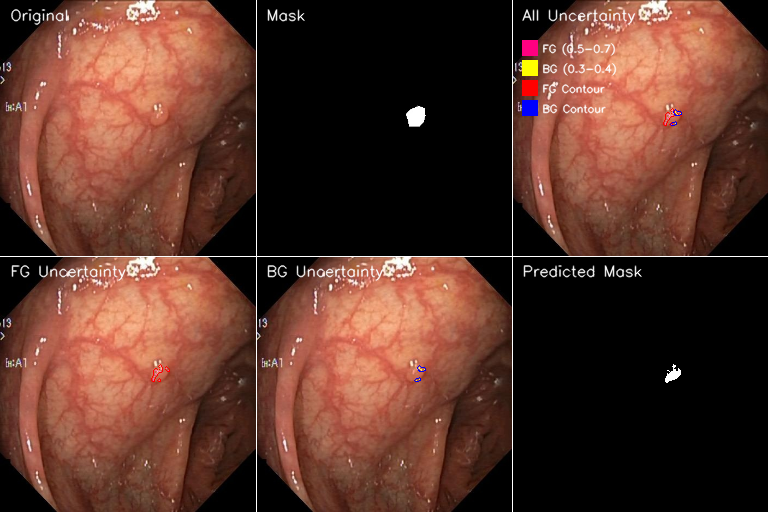 Original
Mask
All Uncertainty
FG (0.5-0.7)
BG (0.3-0.4)
FG Contour
BG Contour
FG Uncertainty
BG Uncertainty
Predicted Mask